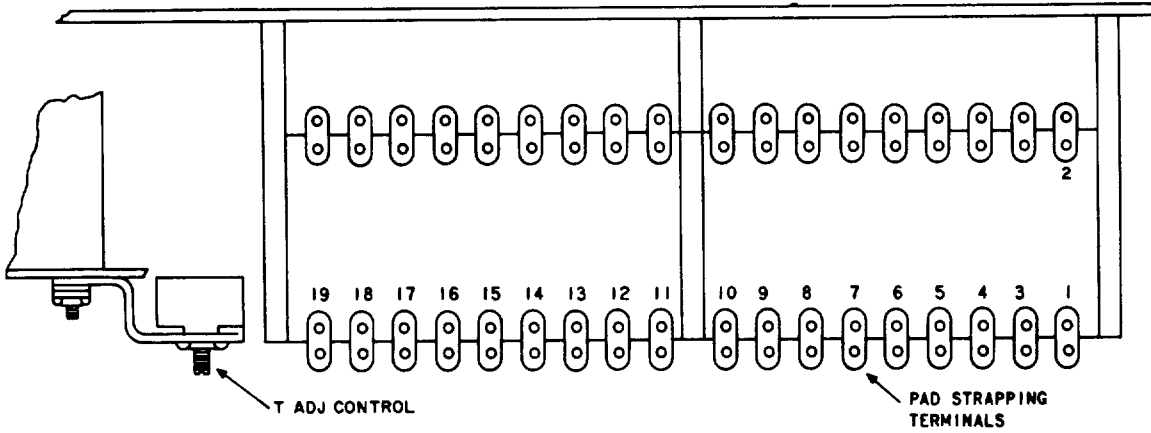 2
19 18 17 16 15 14 13 12 11 10 9 8 7 6 5 4 3 1
T ADJ CONTROL
PAD STRAPPING
TERMINALS